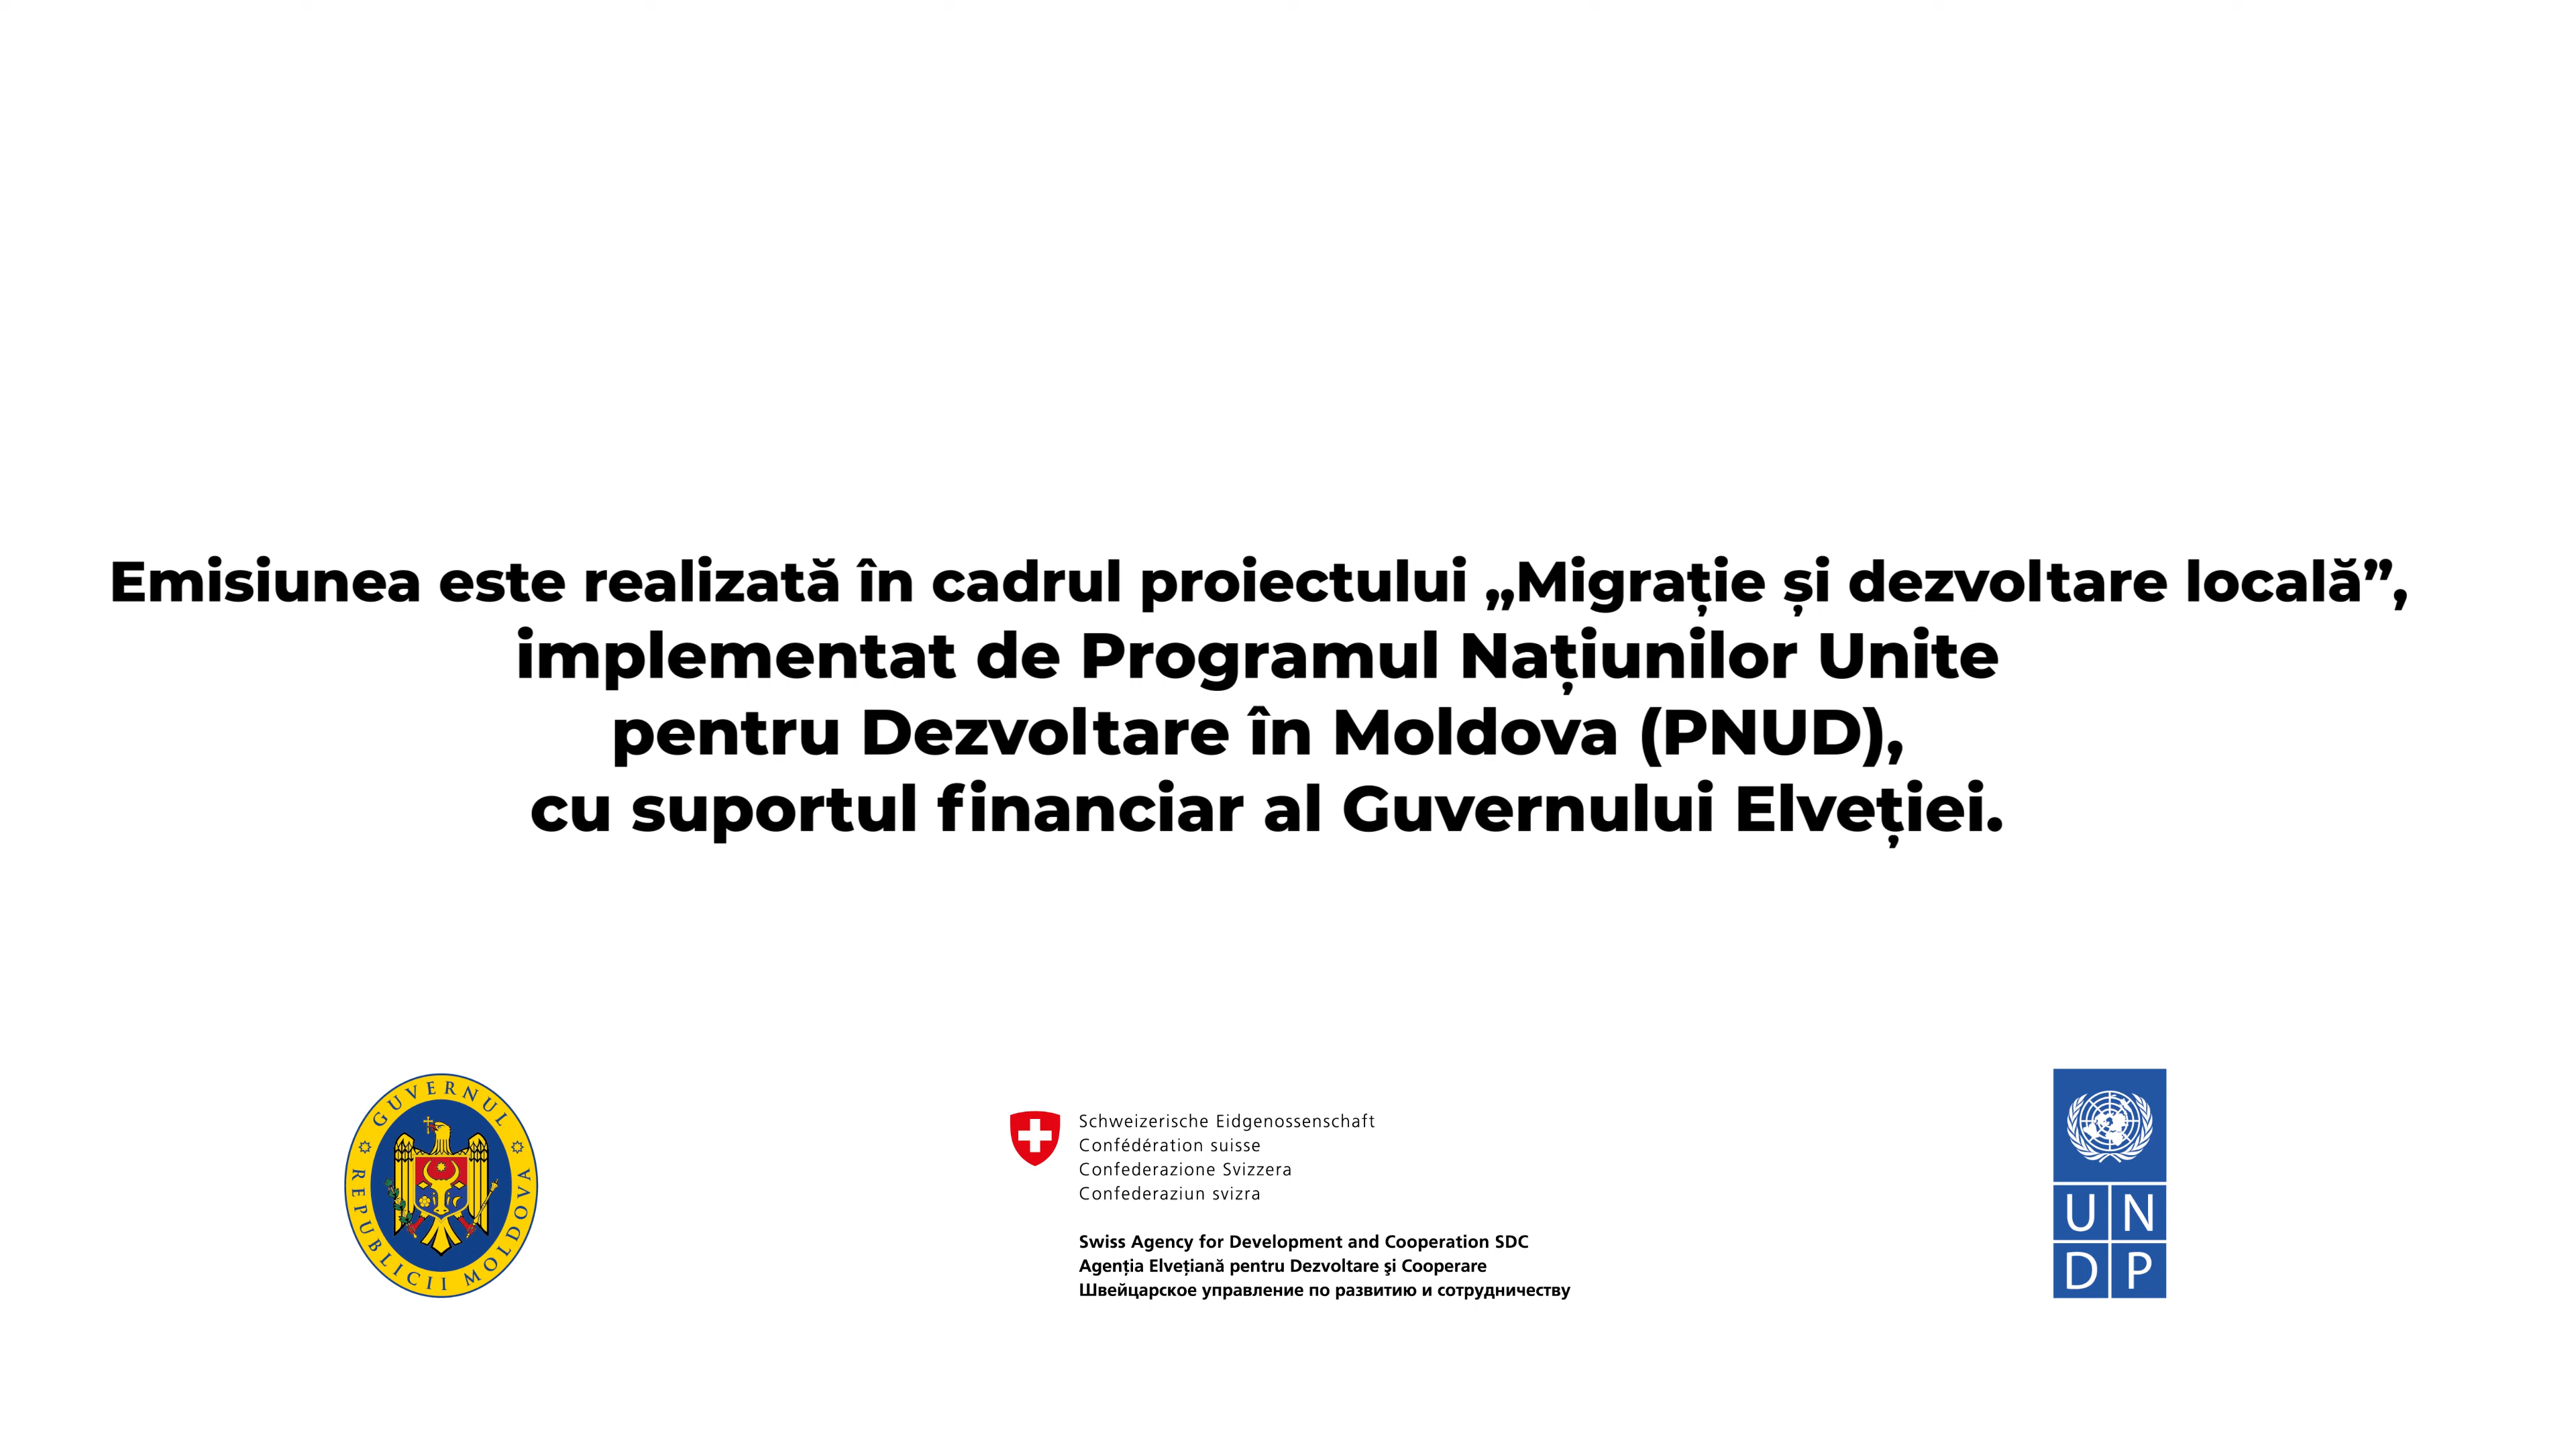 Emisiunea este realizată în cadrul proiectului „Migrație și dezvoltare locală”,
implementat de Programul Națiunilor Unite
pentru Dezvoltare în Moldova (PNUD),
cu suportul financiar al Guvernului Elveției.
GUVERNUL
REPUBLICII MOLDOVA
Schweizerische Eidgenossenschaft
Confédération suisse
Confederazione Svizzera
Confederaziun svizra
Swiss Agency for Development and Cooperation SDC
Agenția Elvețiană pentru Dezvoltare şi Cooperare
Швейцарское управление по развитию и сотрудничеству
UN
DP